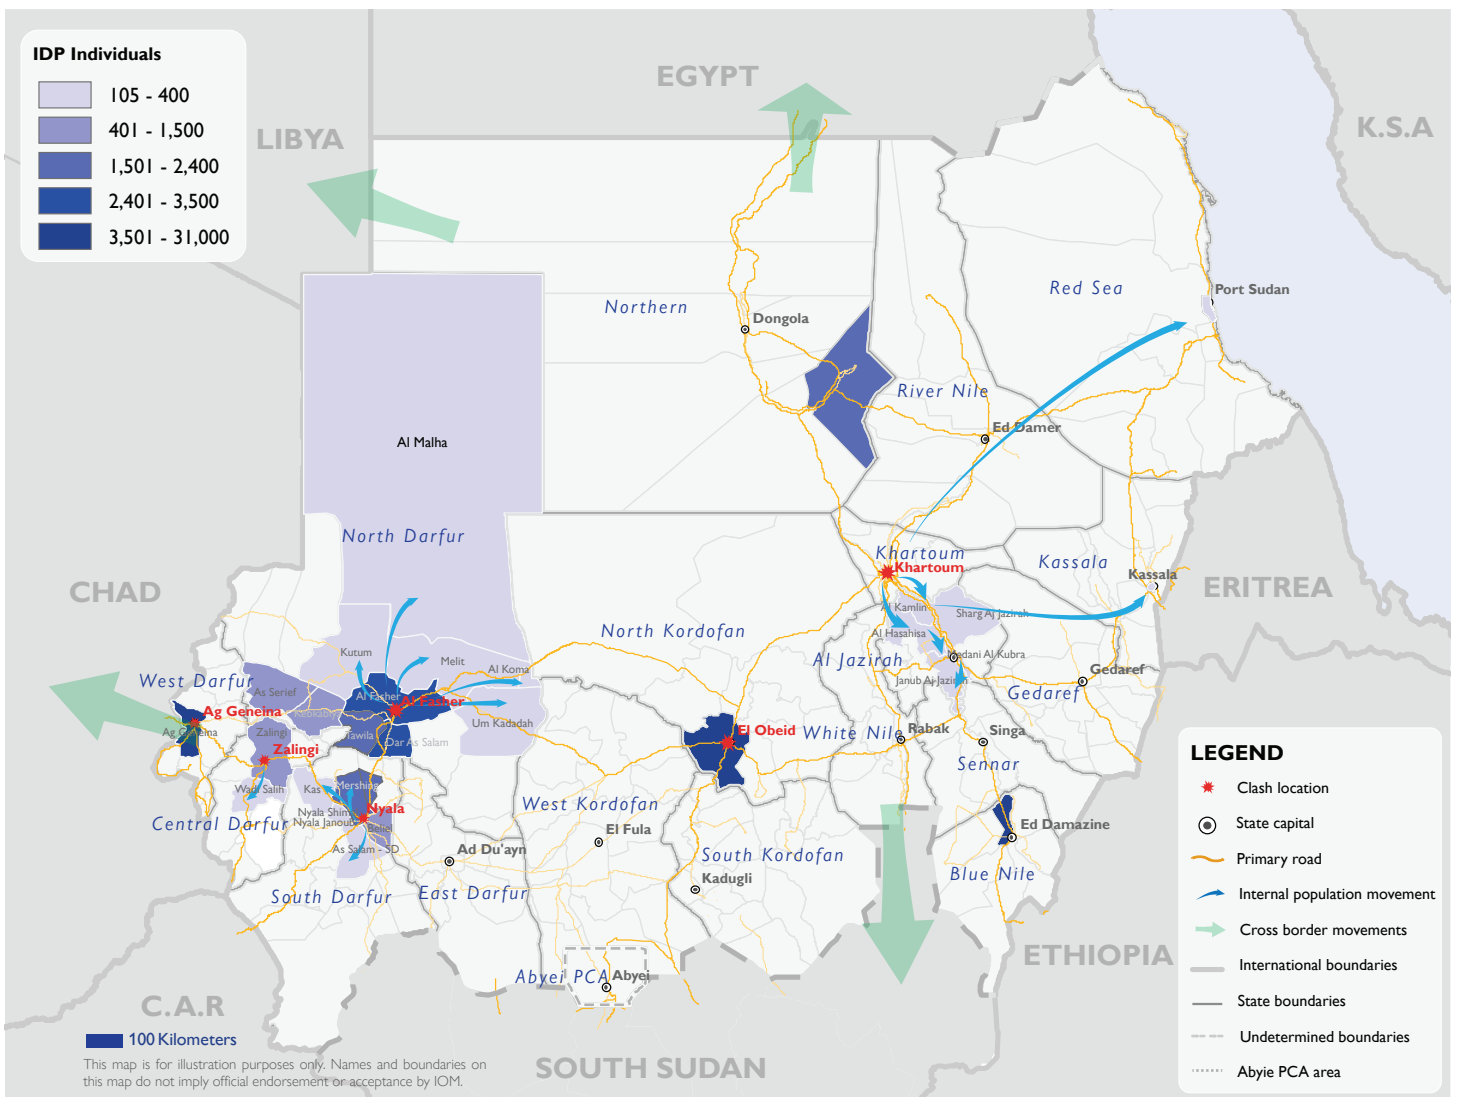 IDP Individuals
105 - 400
401 - 1,500
1,501 - 2,400
2,401 - 3,500
3,501 - 31,000
EGYPT
LIBYA
K.S.A
Northern
Red Sea
Port Sudan
Dongola
River Nile
Ed Damer
Al Malha
North Darfur
CHAD
Khartoum
Khartoum
Kassala
Kassala
ERITREA
Al Kamlin
Sharg Aj Jazirah
Al Hasahisa
North Kordofan
Al Jazirah
Medani Al Kubra
Janub Aj-Jazirah
Gedaref
Gedaref
Kutum
Melit
Al Koma
West Darfur
As Serief
Al Fasher
Al Fasher
Kebkabiy
Um Kadadah
Ag Geneina
Ag Geneina
Zalingi
Zalingi
Tawila
Dar As Salam
El Obeid
White Nile
Rabak
Singa
Sennar
Wadi Salih
Kas
Mershing
Nyala Shimal
Nyala Janoub
Nyala
Beliel
As Salam - SD
Central Darfur
West Kordofan
El Fula
Ad Du'ayn
South Kordofan
Kadugli
Ed Damazine
Blue Nile
South Darfur
East Darfur
ETHIOPIA
Abyei PCA
Abyei
C.A.R
SOUTH SUDAN
100 Kilometers
This map is for illustration purposes only. Names and boundaries on
this map do not imply official endorsement or acceptance by IOM.
LEGEND
Clash location
State capital
Primary road
Internal population movement
Cross border movements
International boundaries
State boundaries
Undetermined boundaries
Abyie PCA area